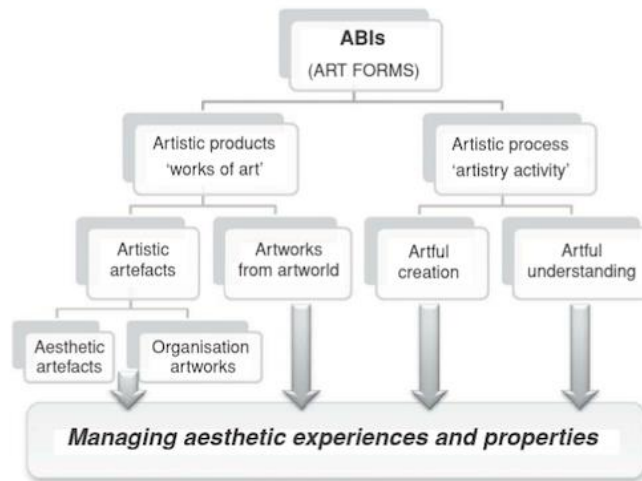 ABIs
(ART FORMS)
Artistic products
‘works of art’
Artistic process
‘artistry activity’
Artistic
artefacts
Artworks
from artworld
Artful
creation
Artful
understanding
Aesthetic
artefacts
Organisation
artworks
Managing aesthetic experiences and properties